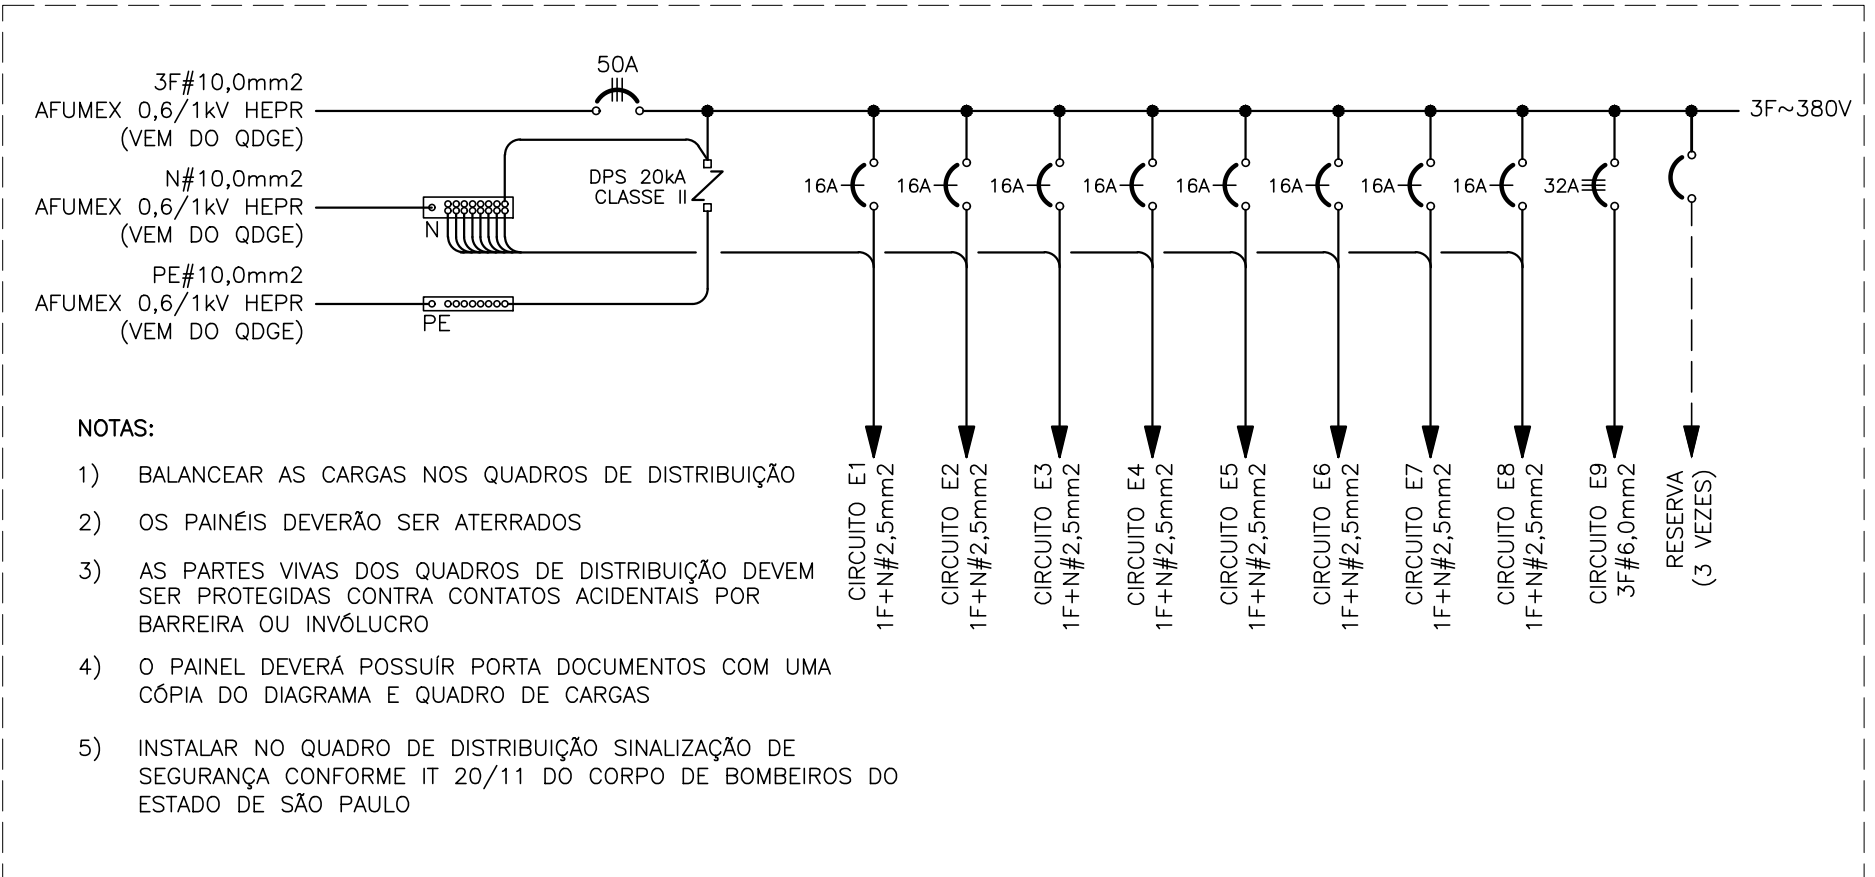 50A
3F#10,0mm2
AFUMEX 0,6/1kV HEPR
(VEM DO QDGE)
3F~380V
N#10,0mm2
AFUMEX 0,6/1kV HEPR
(VEM DO QDGE)
N
DPS 20kA
CLASSE II
16A
16A
16A
16A
16A
16A
16A
16A
32A
PE#10,0mm2
AFUMEX 0,6/1kV HEPR
(VEM DO QDGE)
PE
NOTAS:
1) BALANCEAR AS CARGAS NOS QUADROS DE DISTRIBUIÇÃO
2) OS PAINÉIS DEVERÃO SER ATERRADOS
3) AS PARTES VIVAS DOS QUADROS DE DISTRIBUIÇÃO DEVEM
SER PROTEGIDAS CONTRA CONTATOS ACIDENTAIS POR
BARREIRA OU INVÓLUCRO
4) O PAINEL DEVERÁ POSSUÍR PORTA DOCUMENTOS COM UMA
CÓPIA DO DIAGRAMA E QUADRO DE CARGAS
5) INSTALAR NO QUADRO DE DISTRIBUIÇÃO SINALIZAÇÃO DE
SEGURANÇA CONFORME IT 20/11 DO CORPO DE BOMBEIROS DO
ESTADO DE SÃO PAULO
CIRCUITO E1
1F+N#2,5mm2
CIRCUITO E2
1F+N#2,5mm2
CIRCUITO E3
1F+N#2,5mm2
CIRCUITO E4
1F+N#2,5mm2
CIRCUITO E5
1F+N#2,5mm2
CIRCUITO E6
1F+N#2,5mm2
CIRCUITO E7
1F+N#2,5mm2
CIRCUITO E8
1F+N#2,5mm2
CIRCUITO E9
3F#6,0mm2
RESERVA
(3 VEZES)